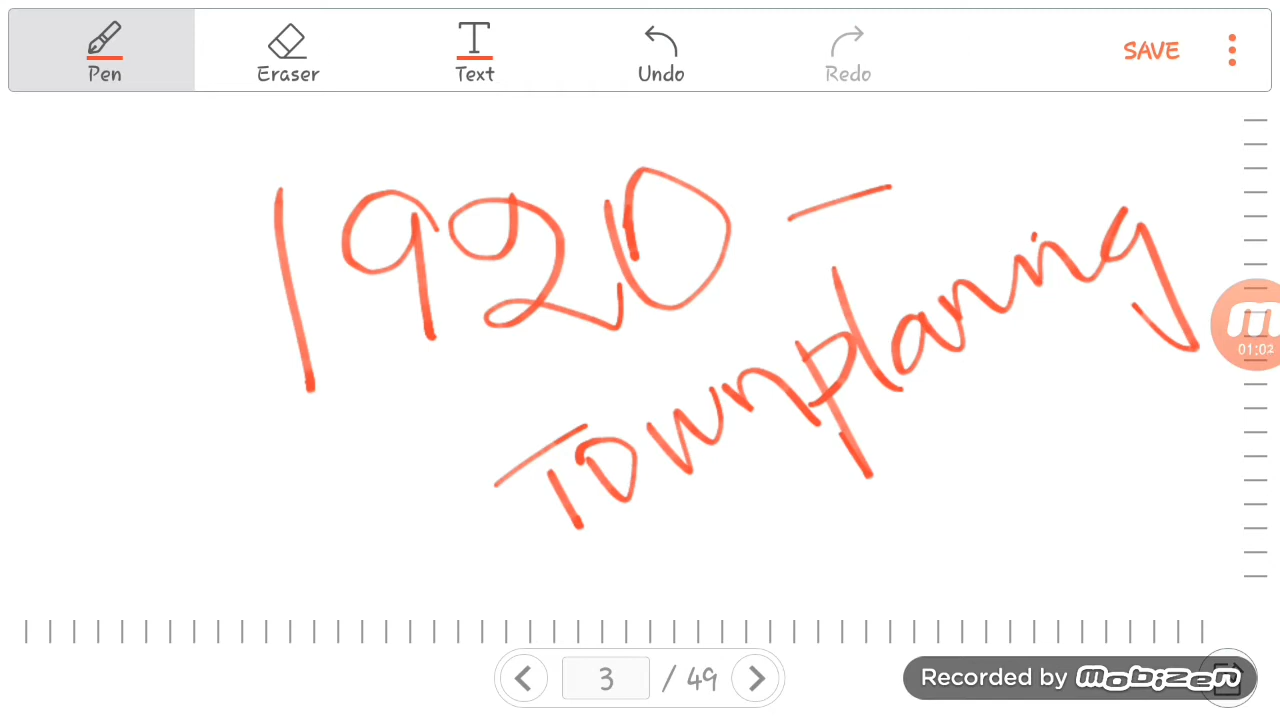 Pen Eraser Text Undo Redo SAVE
1920 –
Townplaning
01:02
3 / 49
Recorded by mobizen